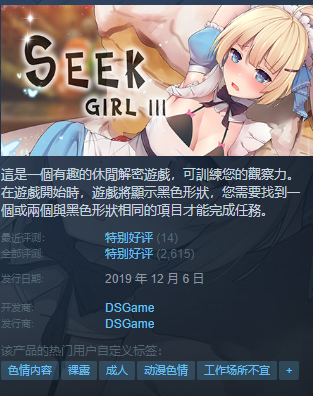 SEEK
GIRL III
這是一個有趣的休閒解密遊戲，可訓練您的觀察力。
在遊戲開始時，遊戲將顯示黑色形狀，您需要找到一
個或兩個與黑色形狀相同的項目才能完成任務。
最近评测: 特别好评 (14)
全部评测: 特别好评 (2,615)
发行日期: 2019 年 12 月 6 日
开发商: DSGame
发行商: DSGame
该产品的热门用户自定义标签：
色情内容 裸露 成人 动漫色情 工作场所不宜 +